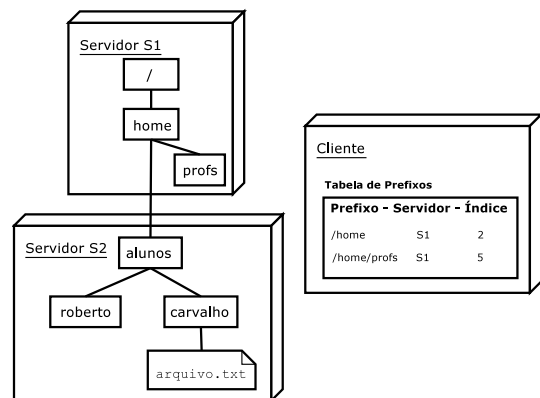 Servidor S1
/
home
profs
Servidor S2
alunos
roberto
carvalho
arquivo.txt
Cliente
Tabela de Prefixos
Prefixo - Servidor - Índice
/home S1 2
/home/profs S1 5